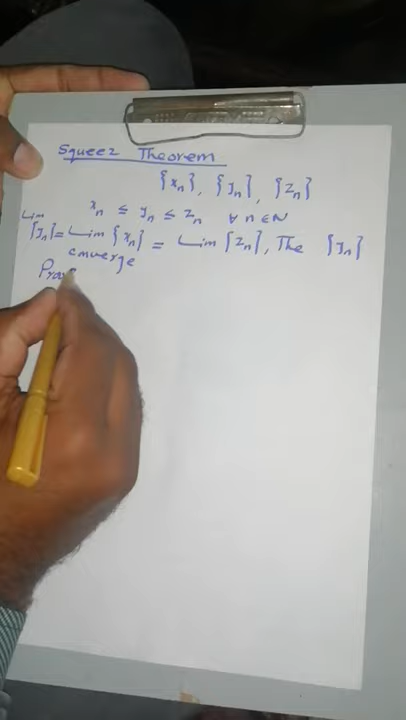 Squeez Theorem
{xn}, {yn}, {zn}
xn ≤ yn ≤ zn ∀ n ∈ N
Lim
{yn} = Lim {xn} = Lim {zn}, The {yn}
converge